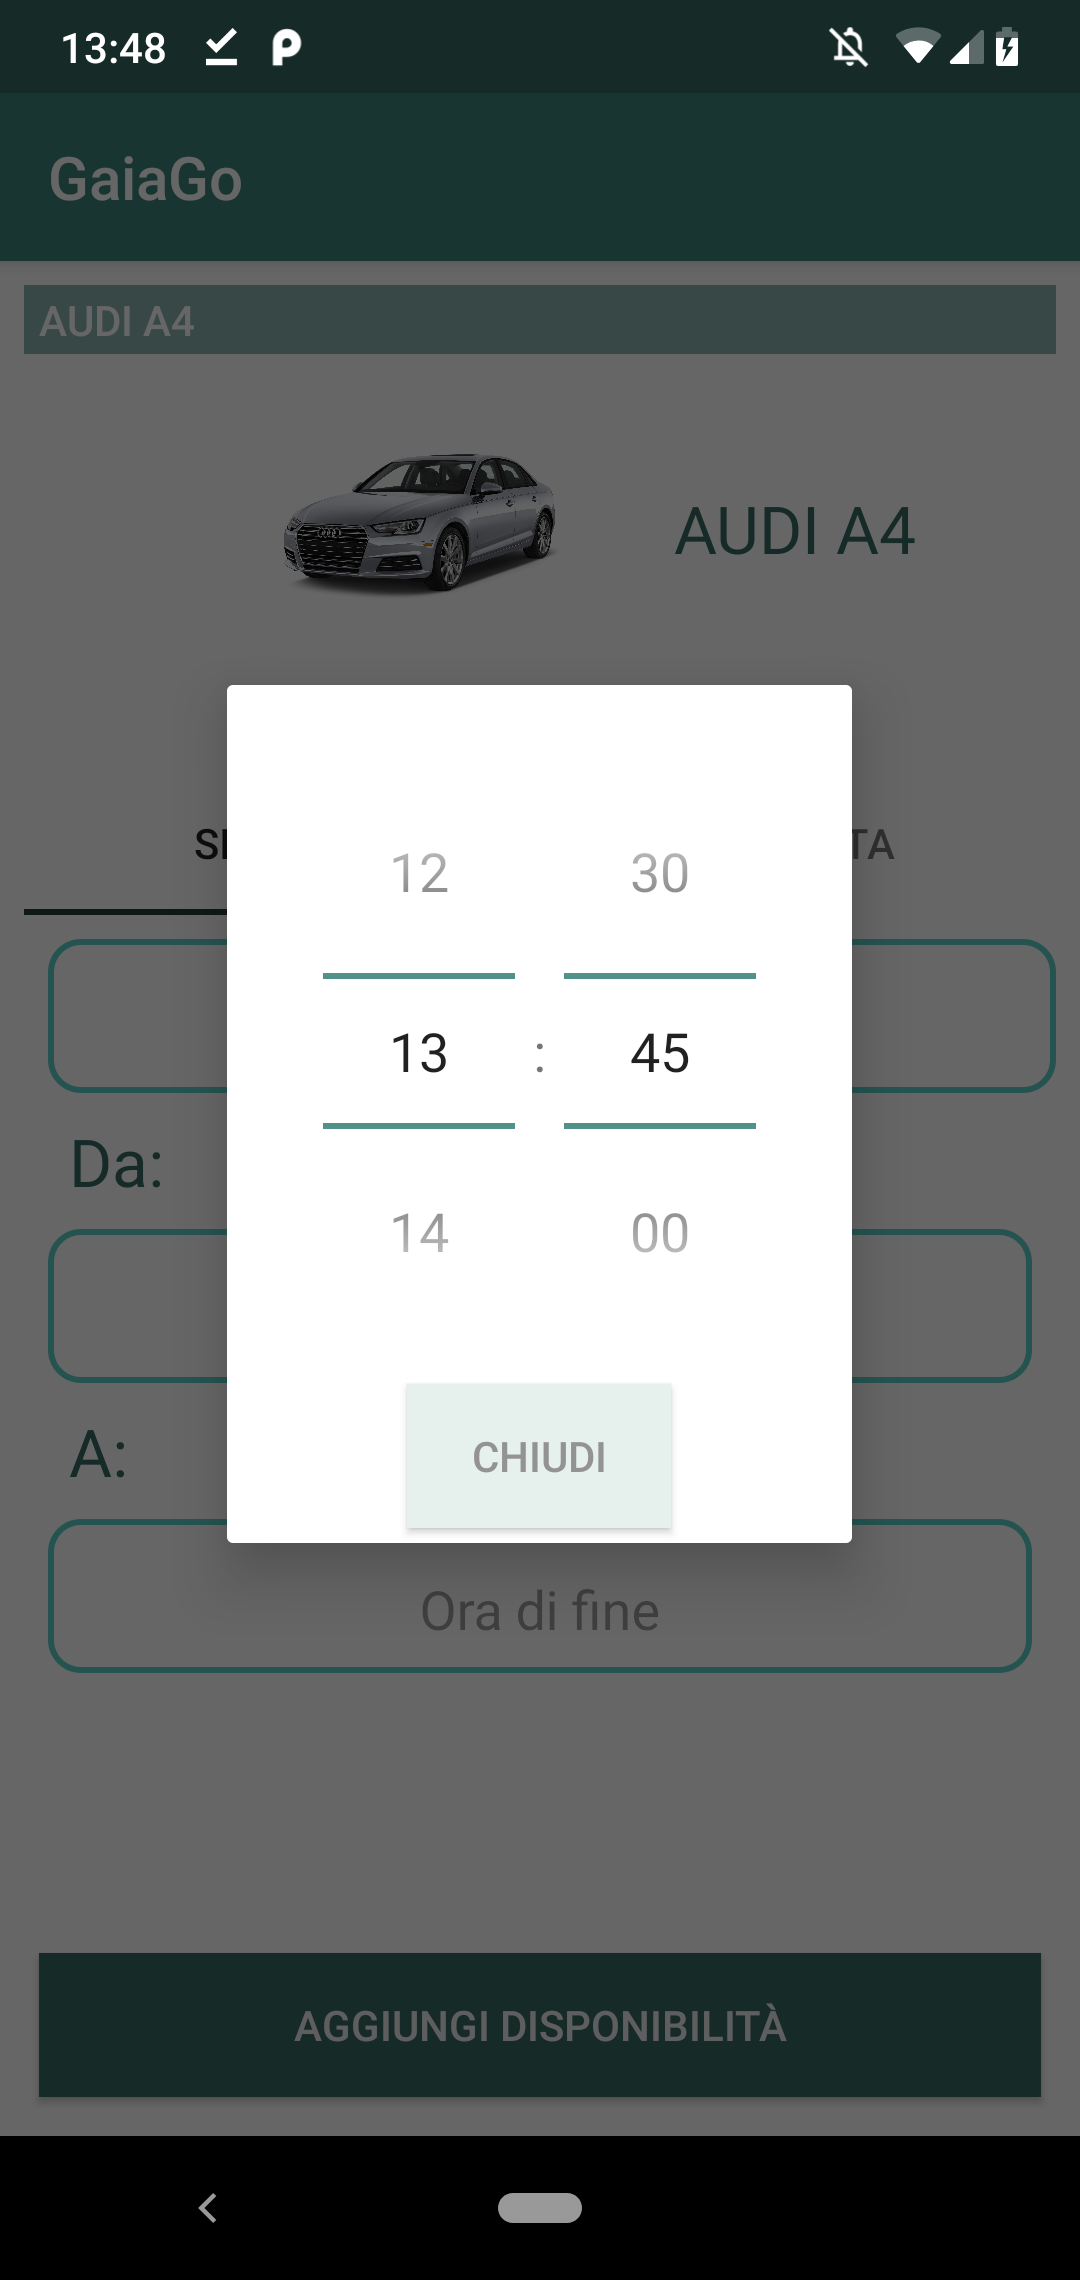 13:48
GaiaGo
AUDI A4
AUDI A4
TA
12 30
13 : 45
Da:
14 00
A:
CHIUDI
Ora di fine
AGGIUNGI DISPONIBILITÀ